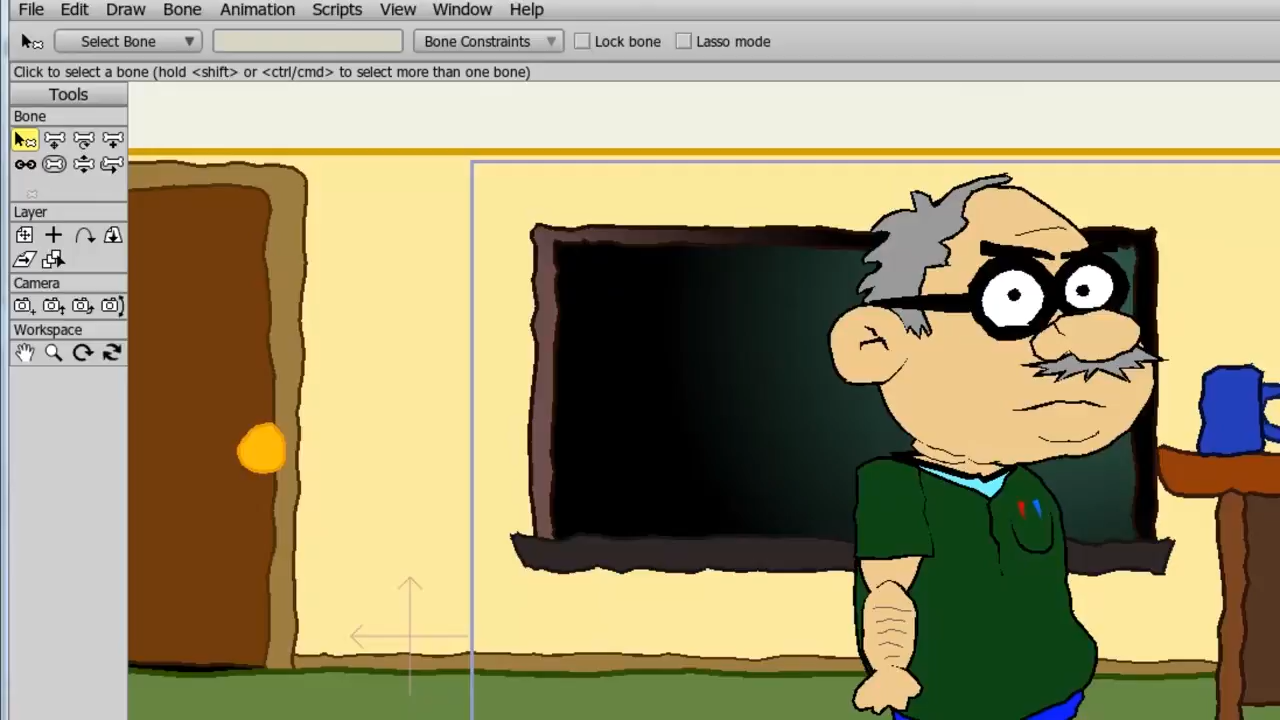 File Edit Draw Bone Animation Scripts View Window Help
Select Bone Bone Constraints Lock bone Lasso mode
Click to select a bone (hold <shift> or <ctrl/cmd> to select more than one bone)
Tools
Bone
Layer
Camera
Workspace